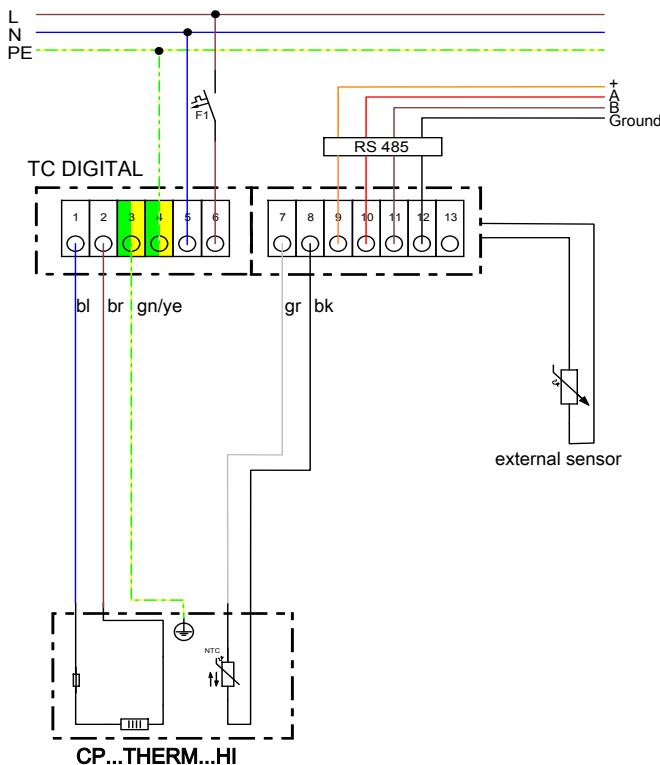 L
N
PE
F1
+
A
B
Ground
RS 485
TC DIGITAL
1 2 3 4 5 6 7 8 9 10 11 12 13
bl br gn/ye gr bk
external sensor
NTC
CP...THERM...HI